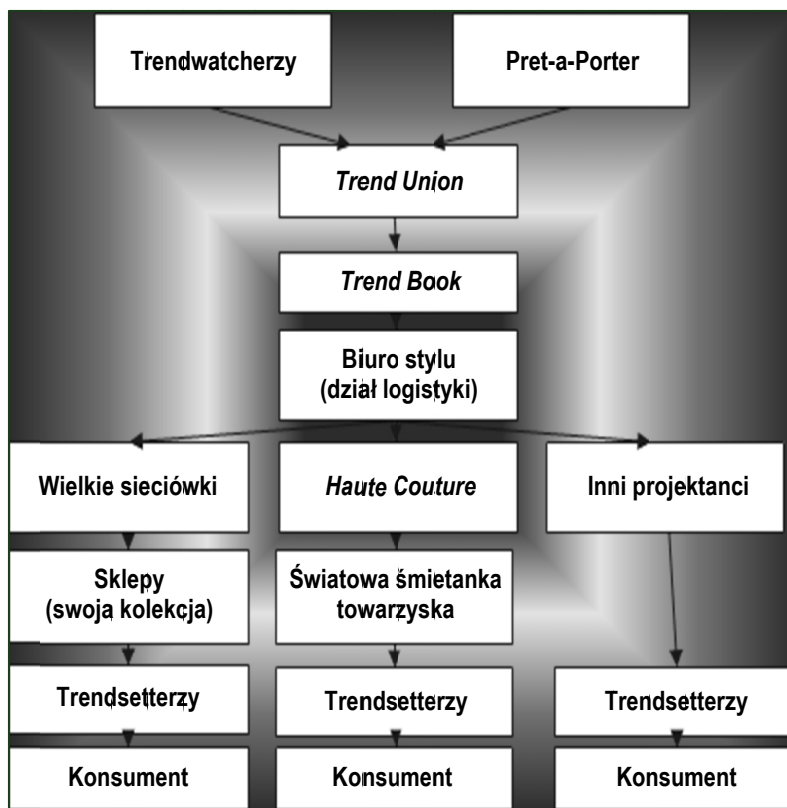 Trendwatcherzy
Pret-a-Porter
Trend Union
Trend Book
Biuro stylu
(dział logistyki)
Wielkie sieciówki
Haute Couture
Inni projektanci
Sklepy
(swoja kolekcja)
Światowa śmietanka
towarzyska
Trendsetterzy
Trendsetterzy
Trendsetterzy
Konsument
Konsument
Konsument